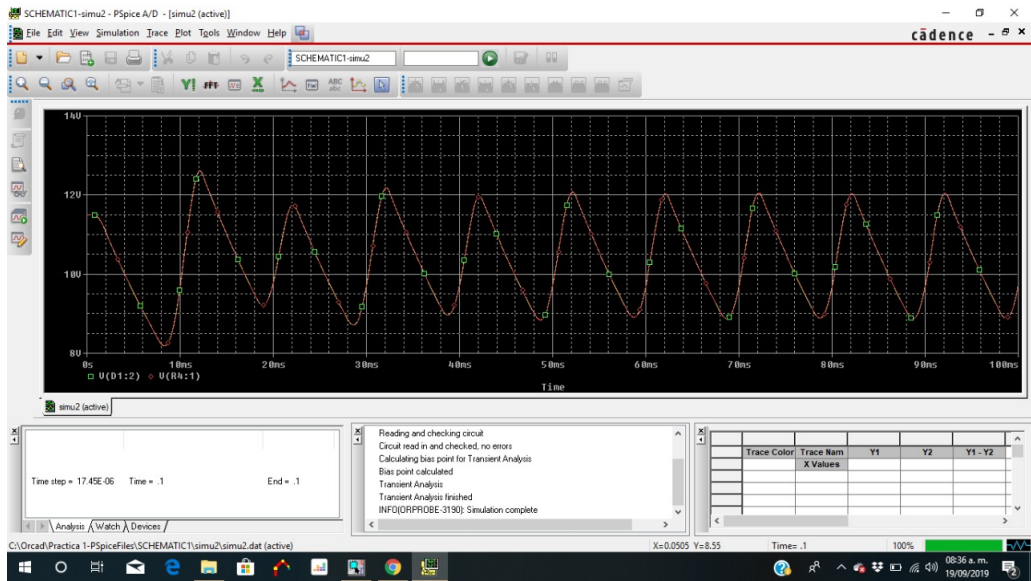 SCHEMATIC1-simu2 - PSpice A/D - [simu2 (active)]
File Edit View Simulation Trace Plot Tools Window Help
cādence
SCHEMATIC1-simu2
14V
12V
10V
8V
0s 10ms 20ms 30ms 40ms 50ms 60ms 70ms 80ms 90ms 100ms
V(D1:2) V(R4:1)
Time
simu2 (active)
Time step = 17.45E-06 Time = .1 End = .1
Analysis Watch Devices
Reading and checking circuit
Circuit read in and checked, no errors
Calculating bias point for Transient Analysis
Bias point calculated
Transient Analysis
Transient Analysis finished
INFO(ORPROBE-3190): Simulation complete
Trace Color Trace Nam Y1 Y2 Y1 - Y2
X Values
C:\Orcad\Practica 1-PSpiceFiles\SCHEMATIC1\simu2\simu2.dat (active) X=0.0505 Y=8.55 Time= .1 100%
08:36 a. m.
19/09/2019